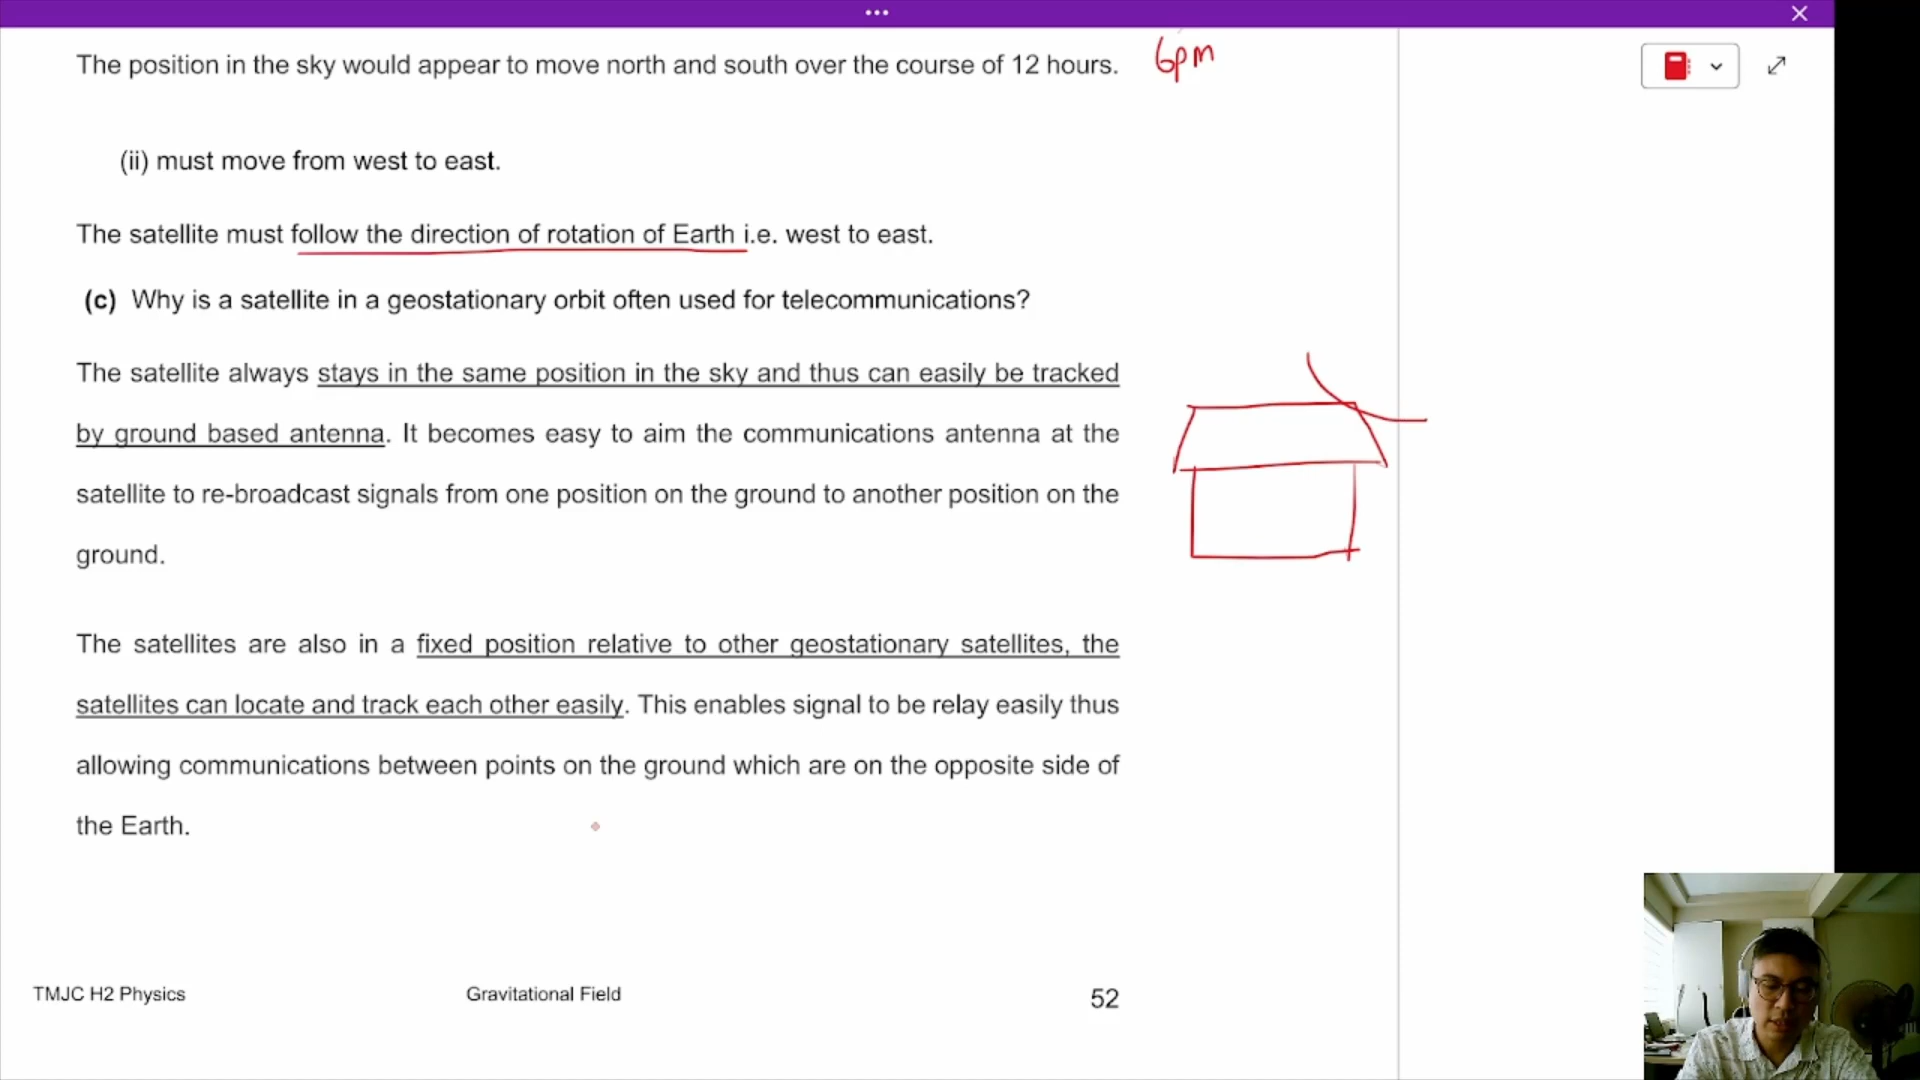 The position in the sky would appear to move north and south over the course of 12 hours.
6pm
(ii) must move from west to east.
The satellite must follow the direction of rotation of Earth i.e. west to east.
(c) Why is a satellite in a geostationary orbit often used for telecommunications?
The satellite always stays in the same position in the sky and thus can easily be tracked
by ground based antenna. It becomes easy to aim the communications antenna at the
satellite to re-broadcast signals from one position on the ground to another position on the
ground.
The satellites are also in a fixed position relative to other geostationary satellites, the
satellites can locate and track each other easily. This enables signal to be relay easily thus
allowing communications between points on the ground which are on the opposite side of
the Earth.
TMJC H2 Physics
Gravitational Field
52